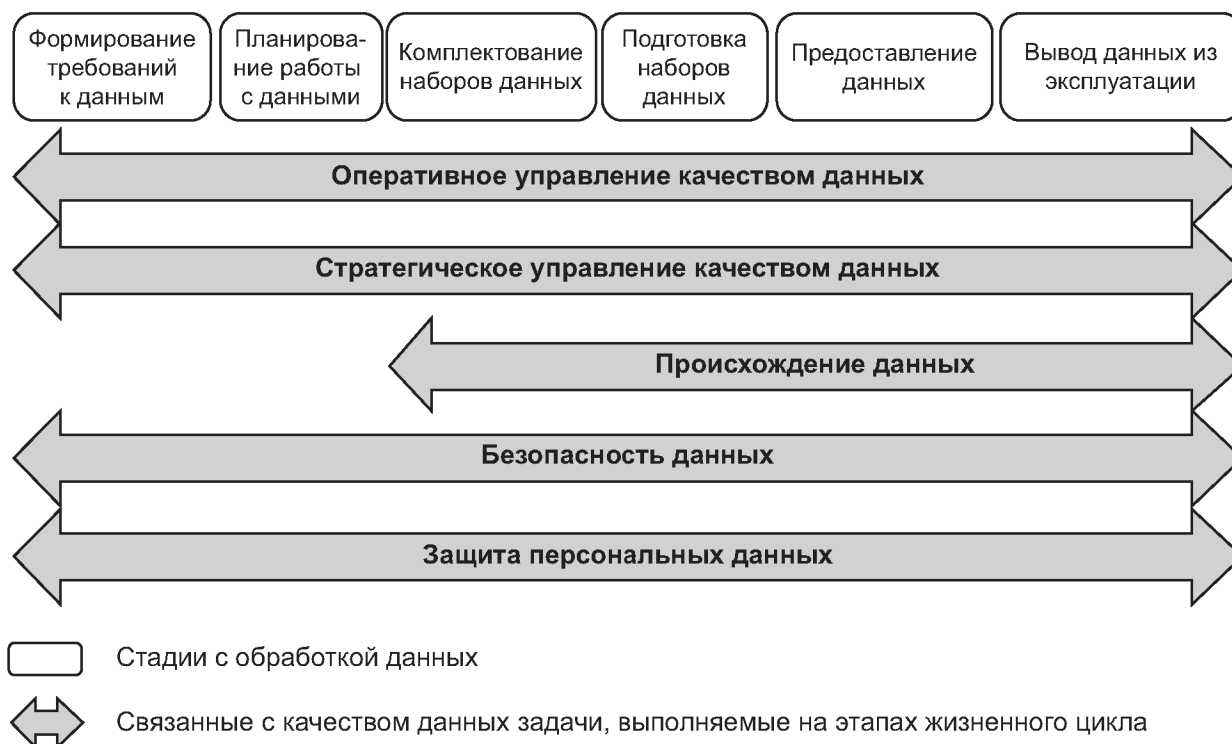 Формирование
требований
к данным
Планирова-
ние работы
с данными
Комплектование
наборов данных
Подготовка
наборов
данных
Предоставление
данных
Вывод данных из
эксплуатации
Оперативное управление качеством данных
Стратегическое управление качеством данных
Происхождение данных
Безопасность данных
Защита персональных данных
Стадии с обработкой данных
Связанные с качеством данных задачи, выполняемые на этапах жизненного цикла